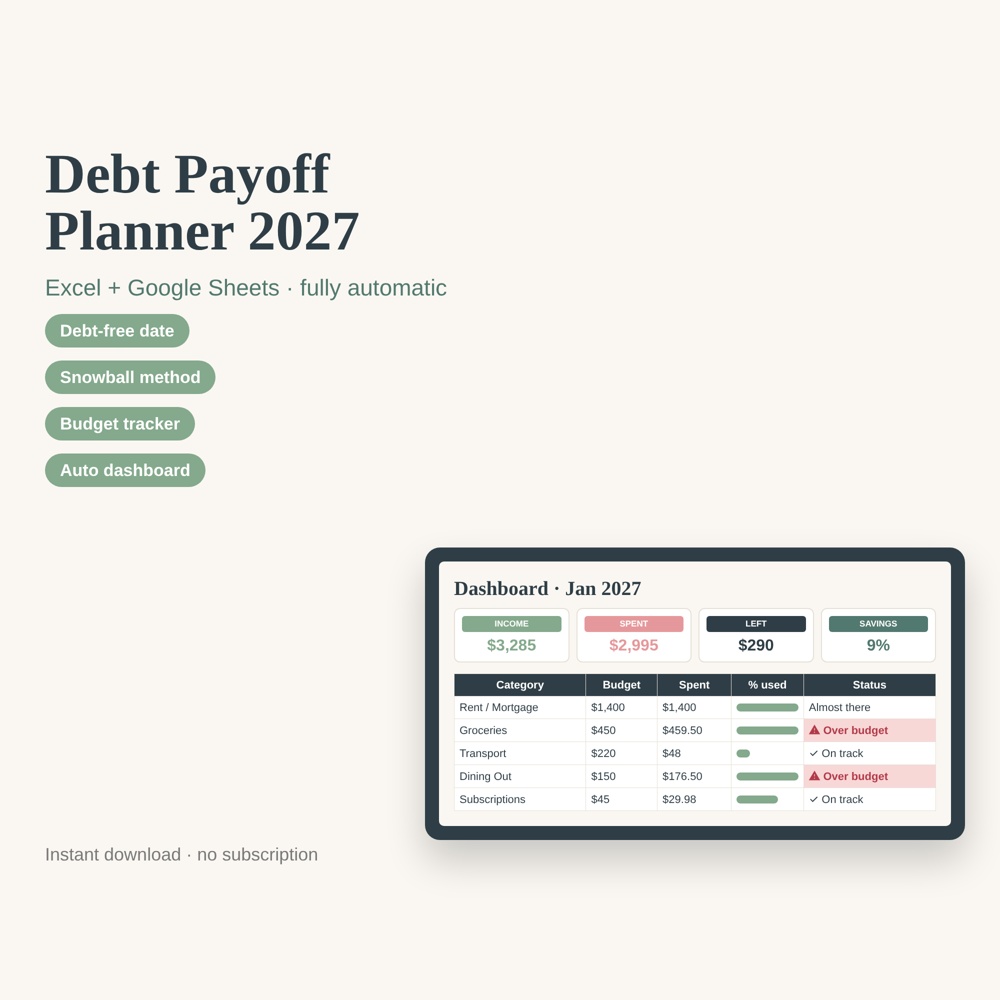 Debt Payoff
Planner 2027
Excel + Google Sheets · fully automatic
Debt-free date
Snowball method
Budget tracker
Auto dashboard
Dashboard · Jan 2027
INCOME SPENT LEFT SAVINGS
$3,285 $2,995 $290 9%
Category Budget Spent % used Status
Rent / Mortgage $1,400 $1,400 Almost there
Groceries $450 $459.50 ⚠ Over budget
Transport $220 $48 ✓ On track
Dining Out $150 $176.50 ⚠ Over budget
Subscriptions $45 $29.98 ✓ On track
Instant download · no subscription